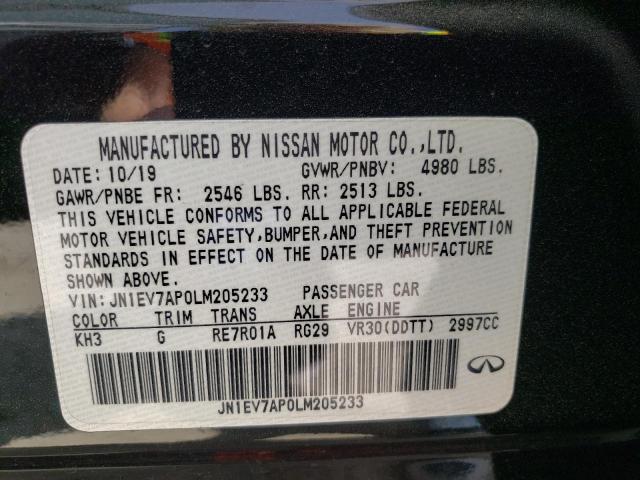 MANUFACTURED BY NISSAN MOTOR CO.,LTD.
DATE: 10/19 GVWR/PNBV: 4980 LBS.
GAWR/PNBE FR: 2546 LBS. RR: 2513 LBS.
THIS VEHICLE CONFORMS TO ALL APPLICABLE FEDERAL
MOTOR VEHICLE SAFETY,BUMPER,AND THEFT PREVENTION
STANDARDS IN EFFECT ON THE DATE OF MANUFACTURE
SHOWN ABOVE.
VIN: JN1EV7AP0LM205233 PASSENGER CAR
COLOR TRIM TRANS AXLE ENGINE
KH3 G RE7R01A RG29 VR30(DDTT) 2997CC
JN1EV7AP0LM205233